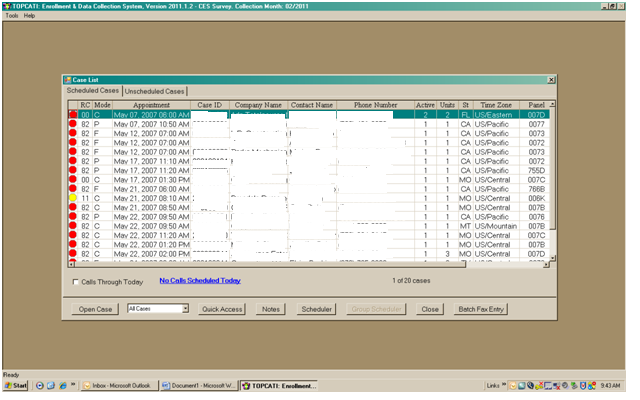 TOPCATI: Enrollment & Data Collection System, Version 2011.1.2 - CES Survey. Collection Month: 02/2011
Tools Help
Case List
Scheduled Cases Unscheduled Cases
RC Mode Appointment Case ID Company Name Contact Name Phone Number Active Units St Time Zone Panel
00 C May 07, 2007 06:00 AM 2 2 FL US/Eastern 007D
82 P May 07, 2007 10:50 AM 1 1 CA US/Pacific 0077
82 F May 12, 2007 07:00 AM 1 1 CA US/Pacific 0073
82 F May 12, 2007 07:00 AM 1 1 CA US/Pacific 0072
82 F May 12, 2007 07:00 AM 1 1 CA US/Pacific 0073
82 P May 17, 2007 11:10 AM 1 1 CA US/Pacific 0072
82 P May 17, 2007 11:10 AM 1 1 CA US/Pacific 755D
00 C May 17, 2007 01:30 PM 1 1 MO US/Central 007C
82 F May 21, 2007 06:00 AM 1 1 CA US/Central 766B
11 C May 21, 2007 08:10 AM 1 1 MO US/Central 006K
82 C May 21, 2007 08:50 AM 1 1 MO US/Central 007B
82 C May 22, 2007 09:50 AM 1 1 CA US/Pacific 0076
82 P May 22, 2007 09:50 AM 1 1 MT US/Mountain 007B
82 C May 22, 2007 11:20 AM 1 1 MO US/Central 007C
82 C May 22, 2007 01:20 PM 1 1 MO US/Central 007B
82 C May 22, 2007 02:00 PM 1 3 MO US/Central 007D
Calls Through Today No Calls Scheduled Today 1 of 20 cases
Open Case All Cases Quick Access Notes Scheduler Group Scheduler Close Batch Fax Entry
Ready
Start Inbox - Microsoft Outlook Document1 - Microsoft W... TOPCATI: Enrollment... Links 9:43 AM